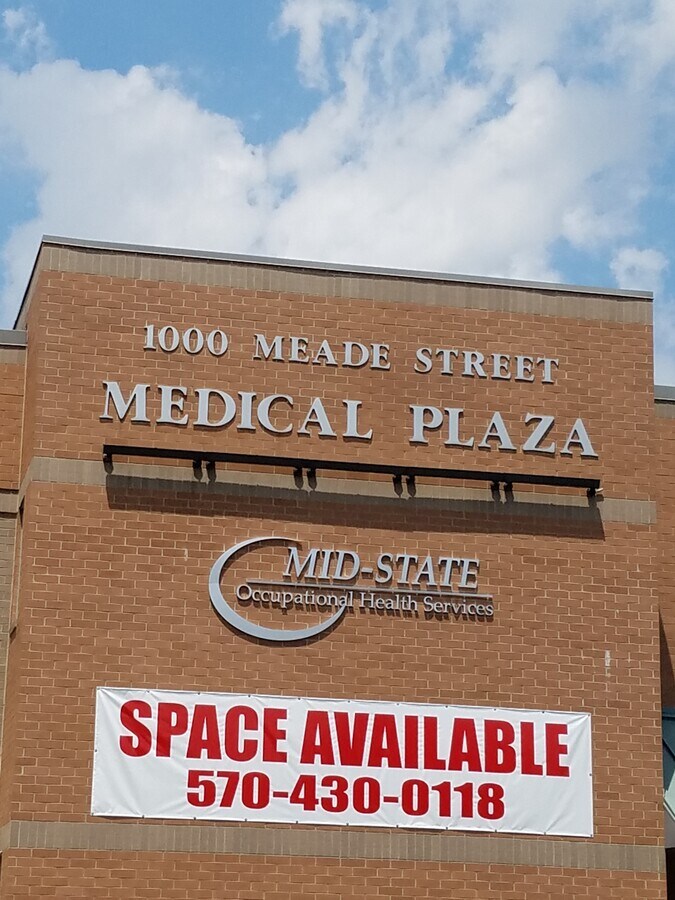 1000 MEADE STREET
MEDICAL PLAZA
MID-STATE
Occupational Health Services
SPACE AVAILABLE
570-430-0118